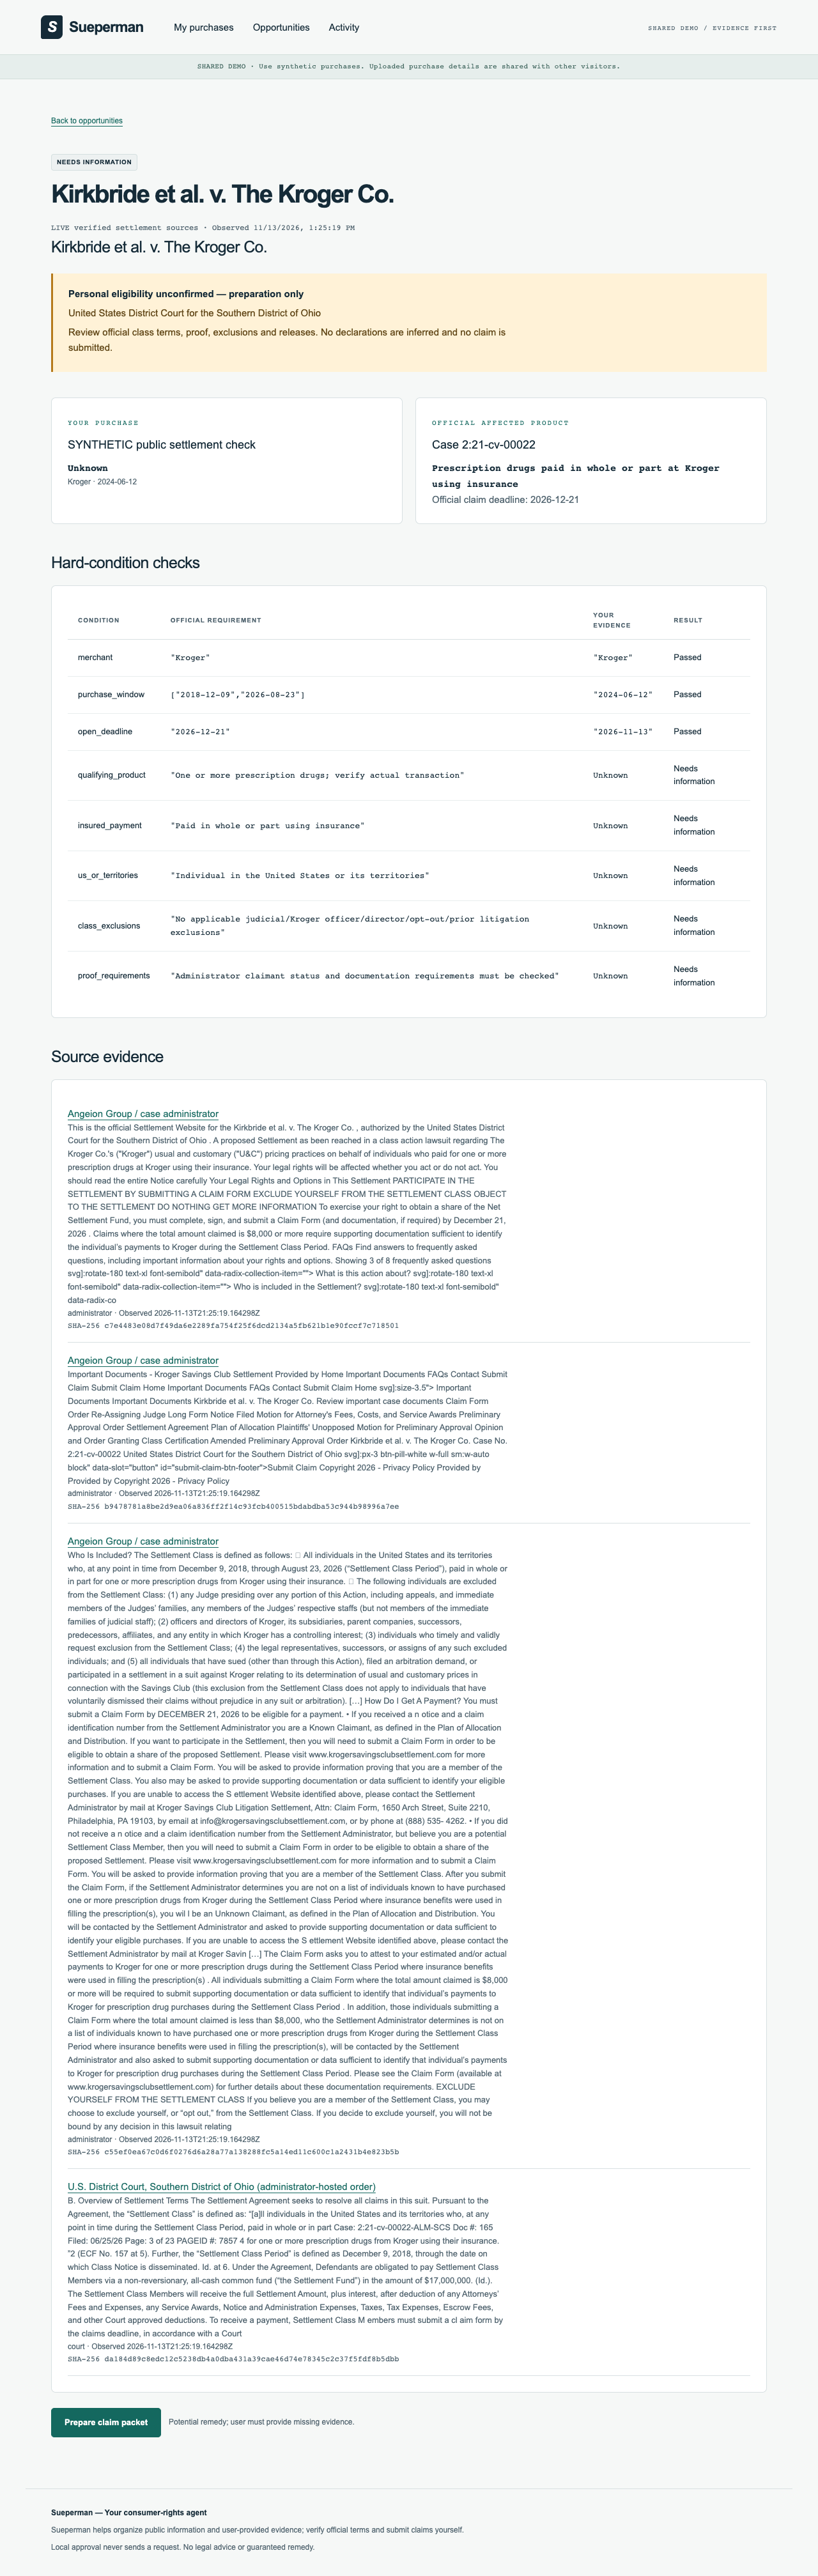 S Sueperman
My purchases
Opportunities
Activity
SHARED DEMO / EVIDENCE FIRST
SHARED DEMO · Use synthetic purchases. Uploaded purchase details are shared with other visitors.
Back to opportunities
NEEDS INFORMATION
Kirkbride et al. v. The Kroger Co.
LIVE verified settlement sources · Observed 11/13/2026, 1:25:19 PM
Kirkbride et al. v. The Kroger Co.
Personal eligibility unconfirmed — preparation only
United States District Court for the Southern District of Ohio
Review official class terms, proof, exclusions and releases. No declarations are inferred and no claim is
submitted.
YOUR PURCHASE
SYNTHETIC public settlement check
Unknown
Kroger · 2024-06-12
OFFICIAL AFFECTED PRODUCT
Case 2:21-cv-00022
Prescription drugs paid in whole or part at Kroger
using insurance
Official claim deadline: 2026-12-21
Hard-condition checks
CONDITION OFFICIAL REQUIREMENT YOUR EVIDENCE RESULT
merchant "Kroger" "Kroger" Passed
purchase_window ["2018-12-09","2026-08-23"] "2024-06-12" Passed
open_deadline "2026-12-21" "2026-11-13" Passed
qualifying_product "One or more prescription drugs; verify actual transaction" Unknown Needs information
insured_payment "Paid in whole or part using insurance" Unknown Needs information
us_or_territories "Individual in the United States or its territories" Unknown Needs information
class_exclusions "No applicable judicial/Kroger officer/director/opt-out/prior litigation exclusions" Unknown Needs information
proof_requirements "Administrator claimant status and documentation requirements must be checked" Unknown Needs information
Source evidence
Angeion Group / case administrator
This is the official Settlement Website for the Kirkbride et al. v. The Kroger Co. , authorized by the United States District
Court for the Southern District of Ohio . A proposed Settlement as been reached in a class action lawsuit regarding The
Kroger Co.'s ("Kroger") usual and customary ("U&C") pricing practices on behalf of individuals who paid for one or more
prescription drugs at Kroger using their insurance. Your legal rights will be affected whether you act or do not act. You
should read the entire Notice carefully Your Legal Rights and Options in This Settlement PARTICIPATE IN THE
SETTLEMENT BY SUBMITTING A CLAIM FORM EXCLUDE YOURSELF FROM THE SETTLEMENT CLASS OBJECT
TO THE SETTLEMENT DO NOTHING GET MORE INFORMATION To exercise your right to obtain a share of the Net
Settlement Fund, you must complete, sign, and submit a Claim Form (and documentation, if required) by December 21,
2026 . Claims where the total amount claimed is $8,000 or more require supporting documentation sufficient to identify
the individual's payments to Kroger during the Settlement Class Period. FAQs Find answers to frequently asked
questions, including important information about your rights and options. Showing 3 of 8 frequently asked questions
svg]:rotate-180 text-xl font-semibold" data-radix-collection-item=""> What is this action about? svg]:rotate-180 text-xl
font-semibold" data-radix-collection-item=""> Who is included in the Settlement? svg]:rotate-180 text-xl font-semibold"
data-radix-co
administrator · Observed 2026-11-13T21:25:19.164298Z
SHA-256 c7e4483e08d7f49da6e2289fa754f25f6dcd2134a5fb621b1e90fccf7c718501
Angeion Group / case administrator
Important Documents - Kroger Savings Club Settlement Provided by Home Important Documents FAQs Contact Submit
Claim Submit Claim Home Important Documents FAQs Contact Submit Claim Home svg]:size-3.5"> Important
Documents Important Documents Kirkbride et al. v. The Kroger Co. Review important case documents Claim Form
Order Re-Assigning Judge Long Form Notice Filed Motion for Attorney's Fees, Costs, and Service Awards Preliminary
Approval Order Settlement Agreement Plan of Allocation Plaintiffs' Unopposed Motion for Preliminary Approval Opinion
and Order Granting Class Certification Amended Preliminary Approval Order Kirkbride et al. v. The Kroger Co. Case No.
2:21-cv-00022 United States District Court for the Southern District of Ohio svg]:px-3 btn-pill-white w-full sm:w-auto
block" data-slot="button" id="submit-claim-btn-footer">Submit Claim Copyright 2026 - Privacy Policy Provided by
Provided by Copyright 2026 - Privacy Policy
administrator · Observed 2026-11-13T21:25:19.164298Z
SHA-256 b9478781a8be2d9ea06a836ff2f14c93fcb400515bdabdba53c944b98996a7ee
Angeion Group / case administrator
Who Is Included? The Settlement Class is defined as follows:  All individuals in the United States and its territories
who, at any point in time from December 9, 2018, through August 23, 2026 ("Settlement Class Period"), paid in whole or
in part for one or more prescription drugs from Kroger using their insurance.  The following individuals are excluded
from the Settlement Class: (1) any Judge presiding over any portion of this Action, including appeals, and immediate
members of the Judges' families, any members of the Judges' respective staffs (but not members of the immediate
families of judicial staff); (2) officers and directors of Kroger, its subsidiaries, parent companies, successors,
predecessors, affiliates, and any entity in which Kroger has a controlling interest; (3) individuals who timely and validly
request exclusion from the Settlement Class; (4) the legal representatives, successors, or assigns of any such excluded
individuals; and (5) all individuals that have sued (other than through this Action), filed an arbitration demand, or
participated in a settlement in a suit against Kroger relating to its determination of usual and customary prices in
connection with the Savings Club (this exclusion from the Settlement Class does not apply to individuals that have
voluntarily dismissed their claims without prejudice in any suit or arbitration). [...] How Do I Get A Payment? You must
submit a Claim Form by DECEMBER 21, 2026 to be eligible for a payment. • If you received a n otice and a claim
identification number from the Settlement Administrator you are a Known Claimant, as defined in the Plan of Allocation
and Distribution. If you want to participate in the Settlement, then you will need to submit a Claim Form in order to be
eligible to obtain a share of the proposed Settlement. Please visit www.krogersavingsclubsettlement.com for more
information and to submit a Claim Form. You will be asked to provide information proving that you are a member of the
Settlement Class. You also may be asked to provide supporting documentation or data sufficient to identify your eligible
purchases. If you are unable to access the S ettlement Website identified above, please contact the Settlement
Administrator by mail at Kroger Savings Club Litigation Settlement, Attn: Claim Form, 1650 Arch Street, Suite 2210,
Philadelphia, PA 19103, by email at info@krogersavingsclubsettlement.com, or by phone at (888) 535- 4262. • If you did
not receive a n otice and a claim identification number from the Settlement Administrator, but believe you are a potential
Settlement Class Member, then you will need to submit a Claim Form in order to be eligible to obtain a share of the
proposed Settlement. Please visit www.krogersavingsclubsettlement.com for more information and to submit a Claim
Form. You will be asked to provide information proving that you are a member of the Settlement Class. After you submit
the Claim Form, if the Settlement Administrator determines you are not on a list of individuals known to have purchased
one or more prescription drugs from Kroger during the Settlement Class Period where insurance benefits were used in
filling the prescription(s), you wil l be an Unknown Claimant, as defined in the Plan of Allocation and Distribution. You
will be contacted by the Settlement Administrator and asked to provide supporting documentation or data sufficient to
identify your eligible purchases. If you are unable to access the S ettlement Website identified above, please contact the
Settlement Administrator by mail at Kroger Savin [...] The Claim Form asks you to attest to your estimated and/or actual
payments to Kroger for one or more prescription drugs during the Settlement Class Period where insurance benefits
were used in filling the prescription(s) . All individuals submitting a Claim Form where the total amount claimed is $8,000
or more will be required to submit supporting documentation or data sufficient to identify that individual's payments to
Kroger for prescription drug purchases during the Settlement Class Period . In addition, those individuals submitting a
Claim Form where the total amount claimed is less than $8,000, who the Settlement Administrator determines is not on
a list of individuals known to have purchased one or more prescription drugs from Kroger during the Settlement Class
Period where insurance benefits were used in filling the prescription(s), will be contacted by the Settlement
Administrator and also asked to submit supporting documentation or data sufficient to identify that individual's payments
to Kroger for prescription drug purchases during the Settlement Class Period. Please see the Claim Form (available at
www.krogersavingsclubsettlement.com) for further details about these documentation requirements. EXCLUDE
YOURSELF FROM THE SETTLEMENT CLASS If you believe you are a member of the Settlement Class, you may
choose to exclude yourself, or "opt out," from the Settlement Class. If you decide to exclude yourself, you will not be
bound by any decision in this lawsuit relating
administrator · Observed 2026-11-13T21:25:19.164298Z
SHA-256 c55ef0ea67c0d6f0276d6a28a77a138288fc5a14ed11c600c1a2431b4e823b5b
U.S. District Court, Southern District of Ohio (administrator-hosted order)
B. Overview of Settlement Terms The Settlement Agreement seeks to resolve all claims in this suit. Pursuant to the
Agreement, the "Settlement Class" is defined as: "[a]ll individuals in the United States and its territories who, at any
point in time during the Settlement Class Period, paid in whole or in part Case: 2:21-cv-00022-ALM-SCS Doc #: 165
Filed: 06/25/26 Page: 3 of 23 PAGEID #: 7857 4 for one or more prescription drugs from Kroger using their insurance.
"2 (ECF No. 157 at 5). Further, the "Settlement Class Period" is defined as December 9, 2018, through the date on
which Class Notice is disseminated. Id. at 6. Under the Agreement, Defendants are obligated to pay Settlement Class
Members via a non-reversionary, all-cash common fund ("the Settlement Fund") in the amount of $17,000,000. (Id.).
The Settlement Class Members will receive the full Settlement Amount, plus interest, after deduction of any Attorneys'
Fees and Expenses, any Service Awards, Notice and Administration Expenses, Taxes, Tax Expenses, Escrow Fees,
and other Court approved deductions. To receive a payment, Settlement Class M embers must submit a cl aim form by
the claims deadline, in accordance with a Court
court · Observed 2026-11-13T21:25:19.164298Z
SHA-256 da184d89c8edc12c5238db4a0dba431a39cae46d74e78345c2c37f5fdf8b5dbb
Prepare claim packet
Potential remedy; user must provide missing evidence.
Sueperman — Your consumer-rights agent
Sueperman helps organize public information and user-provided evidence; verify official terms and submit claims yourself.
Local approval never sends a request. No legal advice or guaranteed remedy.